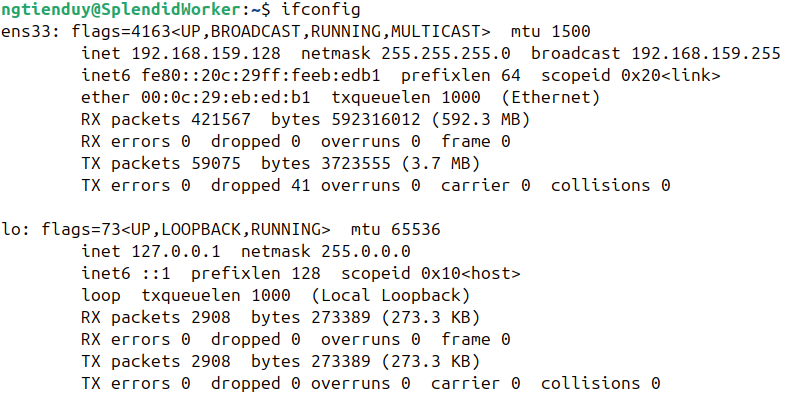 ngtienduy@SplendidWorker:~$ ifconfig
ens33: flags=4163<UP,BROADCAST,RUNNING,MULTICAST>  mtu 1500
        inet 192.168.159.128  netmask 255.255.255.0  broadcast 192.168.159.255
        inet6 fe80::20c:29ff:feeb:edb1  prefixlen 64  scopeid 0x20<link>
        ether 00:0c:29:eb:ed:b1  txqueuelen 1000  (Ethernet)
        RX packets 421567  bytes 592316012 (592.3 MB)
        RX errors 0  dropped 0  overruns 0  frame 0
        TX packets 59075  bytes 3723555 (3.7 MB)
        TX errors 0  dropped 41 overruns 0  carrier 0  collisions 0

lo: flags=73<UP,LOOPBACK,RUNNING>  mtu 65536
        inet 127.0.0.1  netmask 255.0.0.0
        inet6 ::1  prefixlen 128  scopeid 0x10<host>
        loop  txqueuelen 1000  (Local Loopback)
        RX packets 2908  bytes 273389 (273.3 KB)
        RX errors 0  dropped 0  overruns 0  frame 0
        TX packets 2908  bytes 273389 (273.3 KB)
        TX errors 0  dropped 0 overruns 0  carrier 0  collisions 0